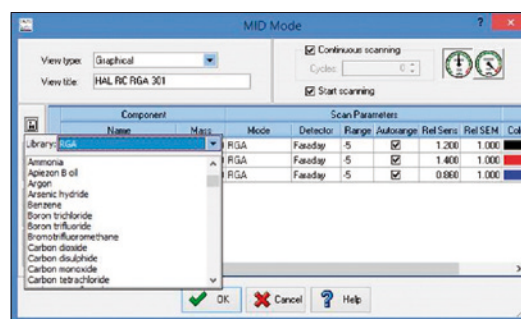 MID Mode
View type: Graphical
View title: HAL RC RGA 301
Continuous scanning
Cycles: 0
Start scanning
Component Scan Parameters
Name Mass Mode Detector Range Autorange Rel Sens Rel SEM Col
Library: RGA
RGA Faraday -5 1.200 1.000
RGA Faraday -5 1.400 1.000
RGA Faraday -5 0.860 1.000
Ammonia
Apiezon B oil
Argon
Arsenic hydride
Benzene
Boron trichloride
Boron trifluoride
Bromotrifluoromethane
Carbon dioxide
Carbon disulphide
Carbon monoxide
Carbon tetrachloride
OK Cancel Help